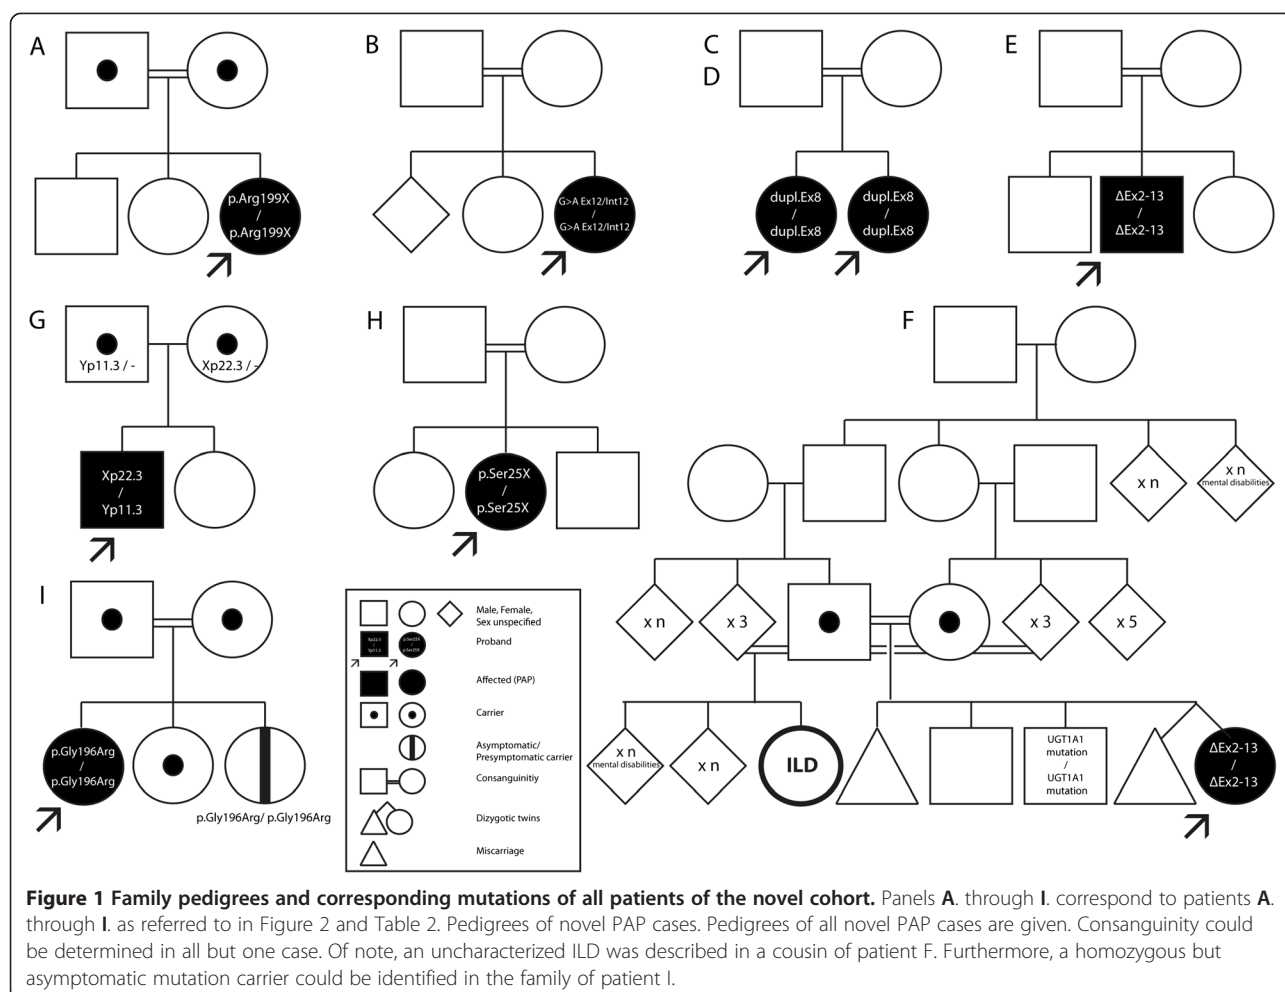 A
B
C
D
E
p.Arg199X
/
p.Arg199X
G>A Ex12/Int12
/
G>A Ex12/Int12
dupl.Ex8
/
dupl.Ex8
dupl.Ex8
/
dupl.Ex8
ΔEx2-13
/
ΔEx2-13
G
Yp11.3 / -
Xp22.3 / -
Xp22.3
/
Yp11.3
H
p.Ser25X
/
p.Ser25X
F
x n
x n
mental disabilities
x n
x 3
x 3
x 5
x n
mental disabilities
x n
ILD
UGT1A1
mutation
/
UGT1A1
mutation
ΔEx2-13
/
ΔEx2-13
I
p.Gly196Arg
/
p.Gly196Arg
p.Gly196Arg/ p.Gly196Arg
Male, Female,
Sex unspecified
Xp22.3
/
Yp11.3
p.Ser25X
/
p.Ser25X
Proband
Affected (PAP)
Carrier
Asymptomatic/
Presymptomatic carrier
Consanguinity
Dizygotic twins
Miscarriage
Figure 1 Family pedigrees and corresponding mutations of all patients of the novel cohort. Panels A. through I. correspond to patients A.
through I. as referred to in Figure 2 and Table 2. Pedigrees of novel PAP cases. Pedigrees of all novel PAP cases are given. Consanguinity could
be determined in all but one case. Of note, an uncharacterized ILD was described in a cousin of patient F. Furthermore, a homozygous but
asymptomatic mutation carrier could be identified in the family of patient I.